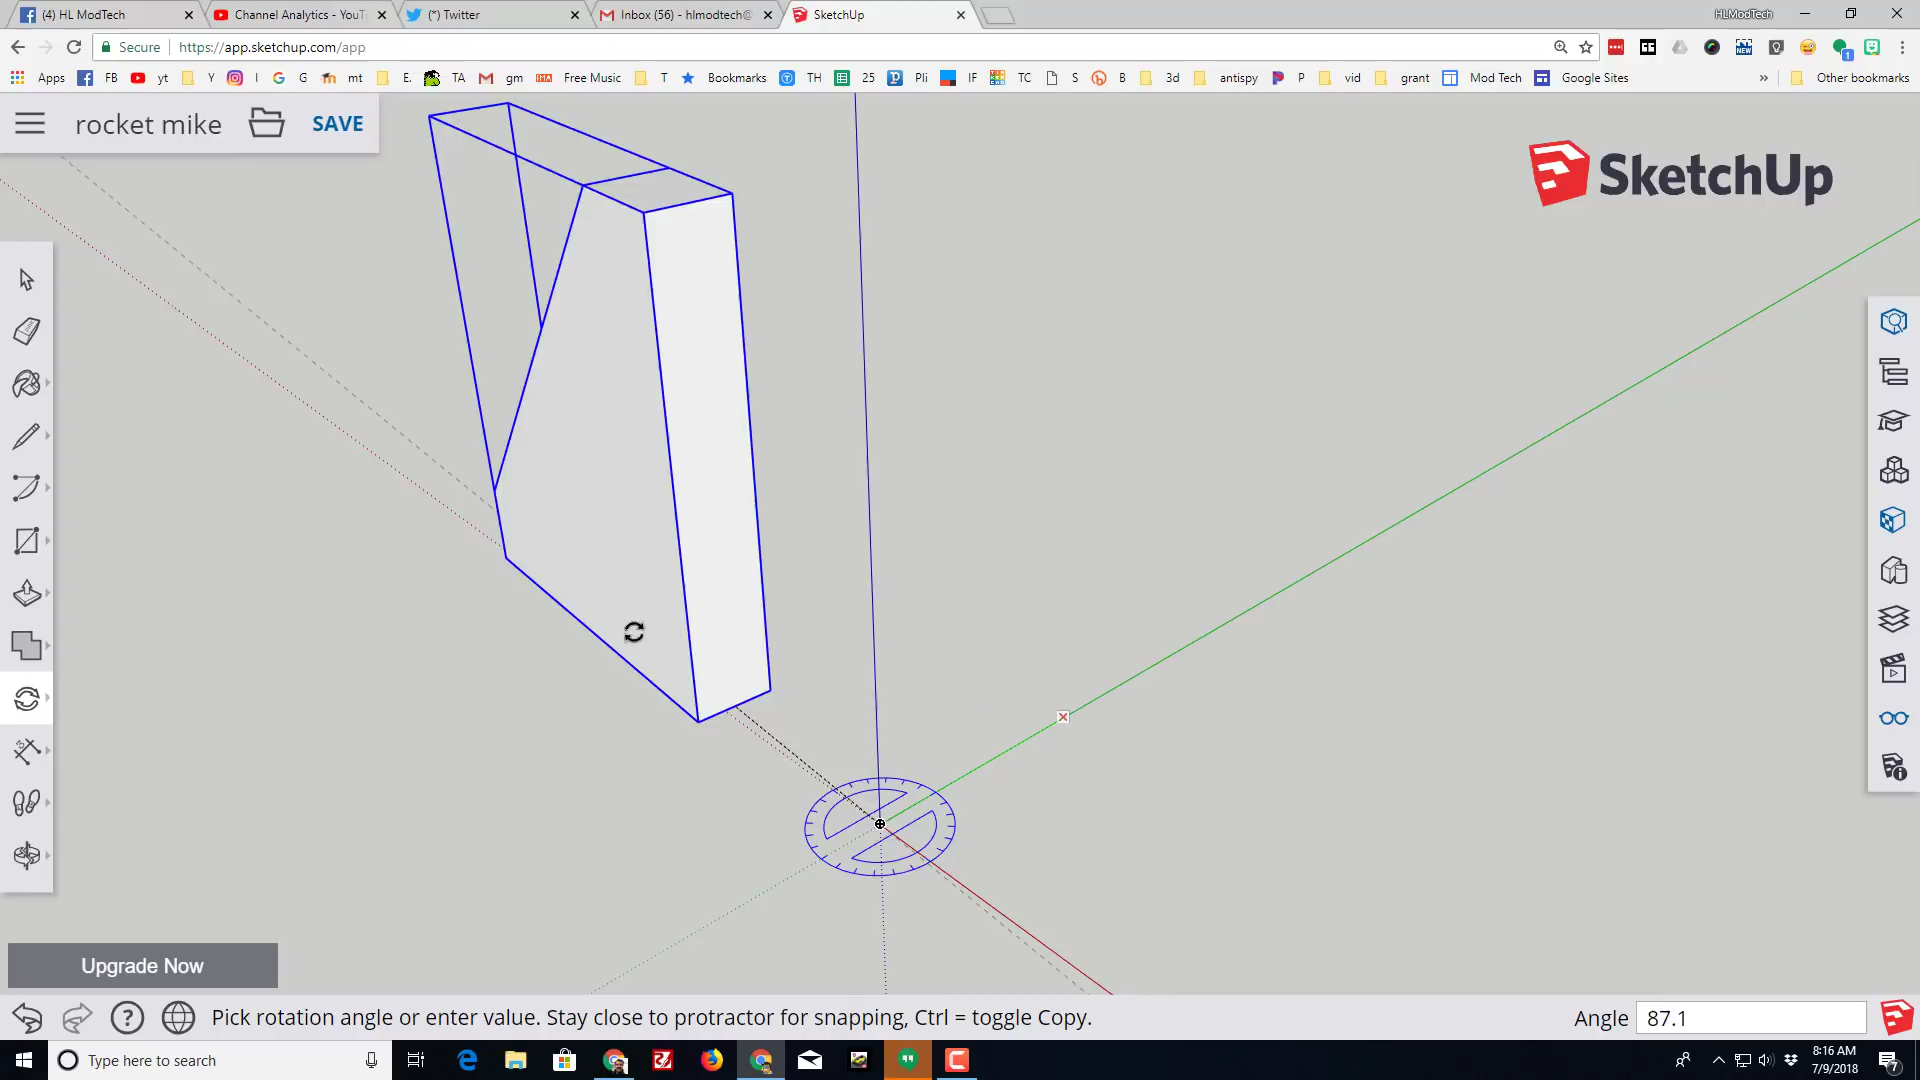 (4) HL ModTech
Channel Analytics - YouT
(*) Twitter
Inbox (56) - hlmodtech@
SketchUp
HLModTech
Secure
https://app.sketchup.com/app
Apps
FB
yt
Y
I
G
mt
E.
TA
gm
Free Music
T
Bookmarks
TH
25
Pli
IF
TC
S
B
3d
antispy
P
vid
grant
Mod Tech
Google Sites
»
Other bookmarks
rocket mike
SAVE
SketchUp
Upgrade Now
Pick rotation angle or enter value. Stay close to protractor for snapping, Ctrl = toggle Copy.
Angle
87.1
Type here to search
8:16 AM
7/9/2018